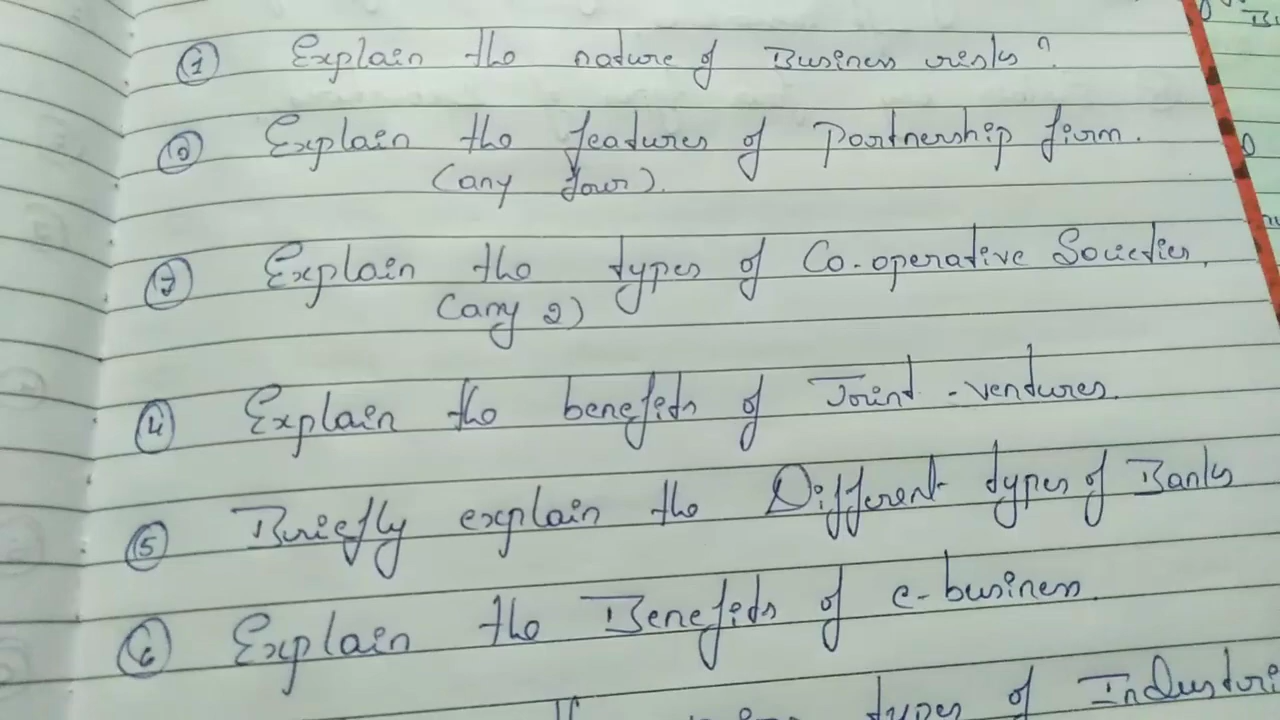 ① Explain the nature of Business risks?
② Explain the features of Partnership firm.
(any four).
③ Explain the types of Co-operative Societies.
(any 2)
④ Explain the benefits of Joint-ventures.
⑤ Briefly explain the Different types of Banks
⑥ Explain the Benefits of e-business.
types of Industri